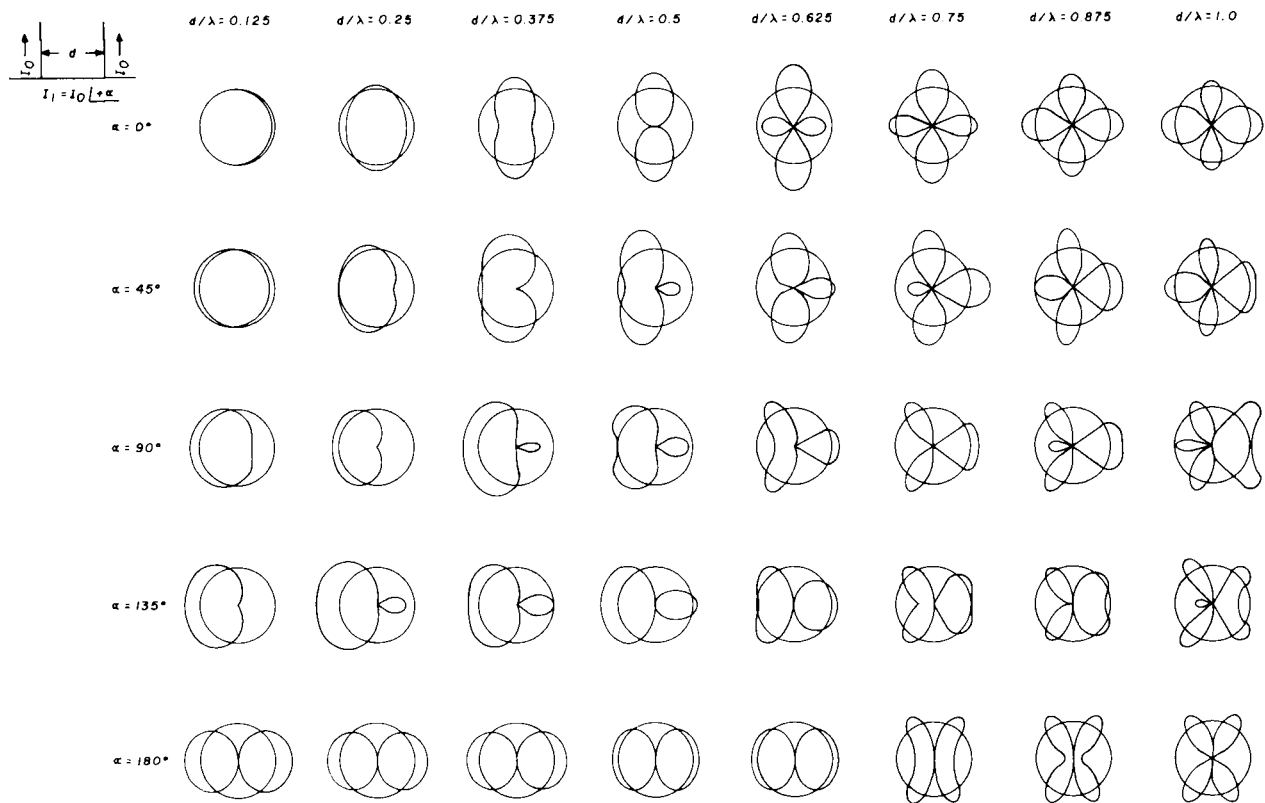 d/λ = 0.125 d/λ = 0.25 d/λ = 0.375 d/λ = 0.5 d/λ = 0.625 d/λ = 0.75 d/λ = 0.875 d/λ = 1.0
I0 d I0
I1 = I0 ∠+α
α = 0°
α = 45°
α = 90°
α = 135°
α = 180°